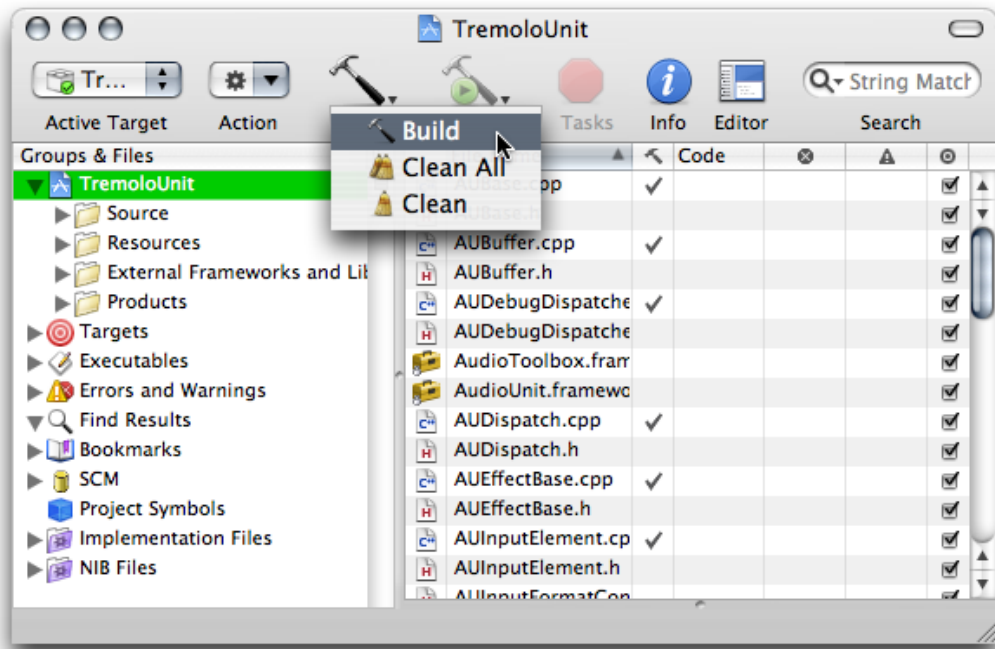 TremoloUnit
Tr...
String Match
Active Target
Action
Tasks
Info
Editor
Search
Build
Clean All
Clean
Groups & Files
Code
TremoloUnit
AUBase.cpp
Source
AUBase.h
Resources
AUBuffer.cpp
External Frameworks and Lib
AUBuffer.h
Products
AUDebugDispatche
Targets
AUDebugDispatche
Executables
AudioToolbox.fram
Errors and Warnings
AudioUnit.framewo
Find Results
AUDispatch.cpp
Bookmarks
AUDispatch.h
SCM
AUEffectBase.cpp
Project Symbols
AUEffectBase.h
Implementation Files
AUInputElement.cp
NIB Files
AUInputElement.h
AUInputFormatCon